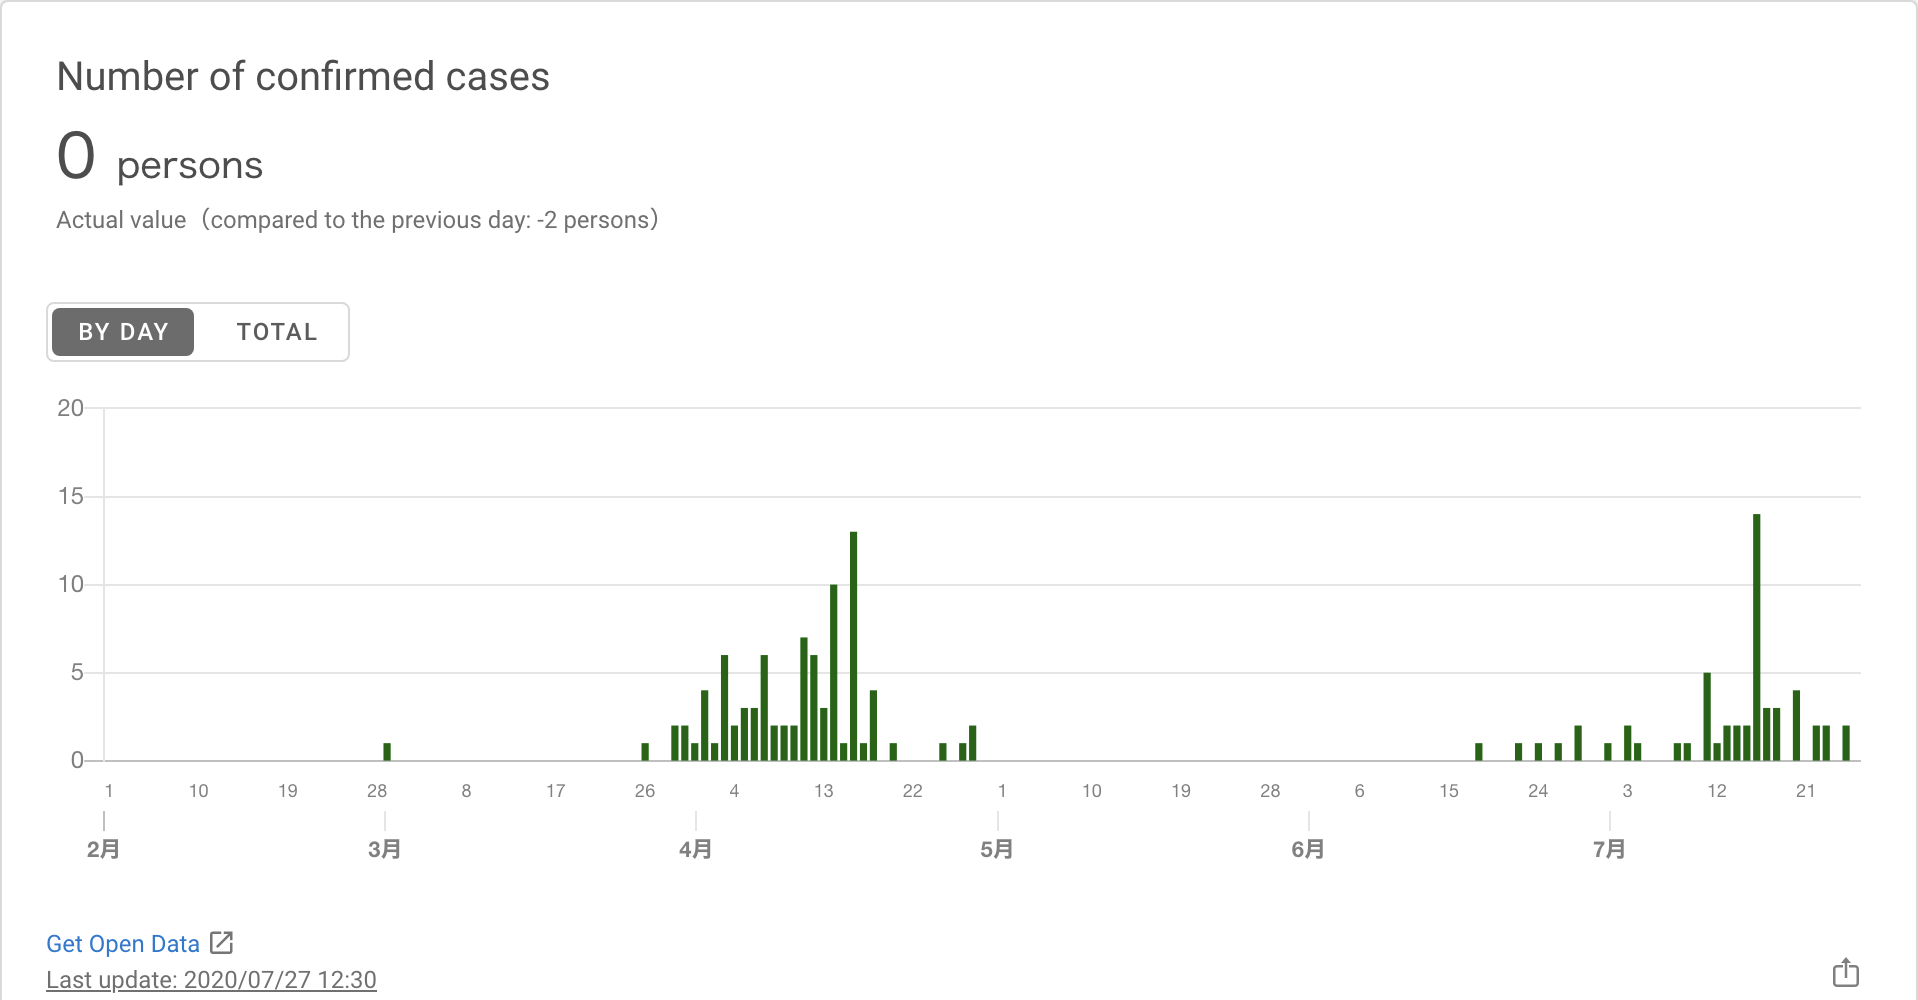 Number of confirmed cases
0 persons
Actual value（compared to the previous day: -2 persons）
BY DAY TOTAL
20
15
10
5
0
1 10 19 28 8 17 26 4 13 22 1 10 19 28 6 15 24 3 12 21
2月 3月 4月 5月 6月 7月
Get Open Data
Last update: 2020/07/27 12:30